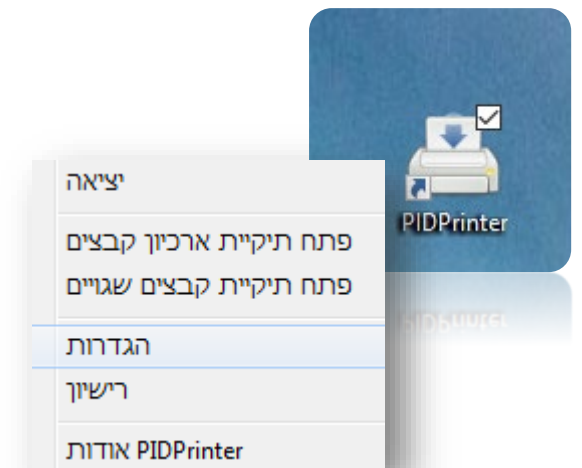 PIDPrinter
יציאה
פתח תיקיית ארכיון קבצים
פתח תיקיית קבצים שגויים
הגדרות
רישיון
אודות PIDPrinter